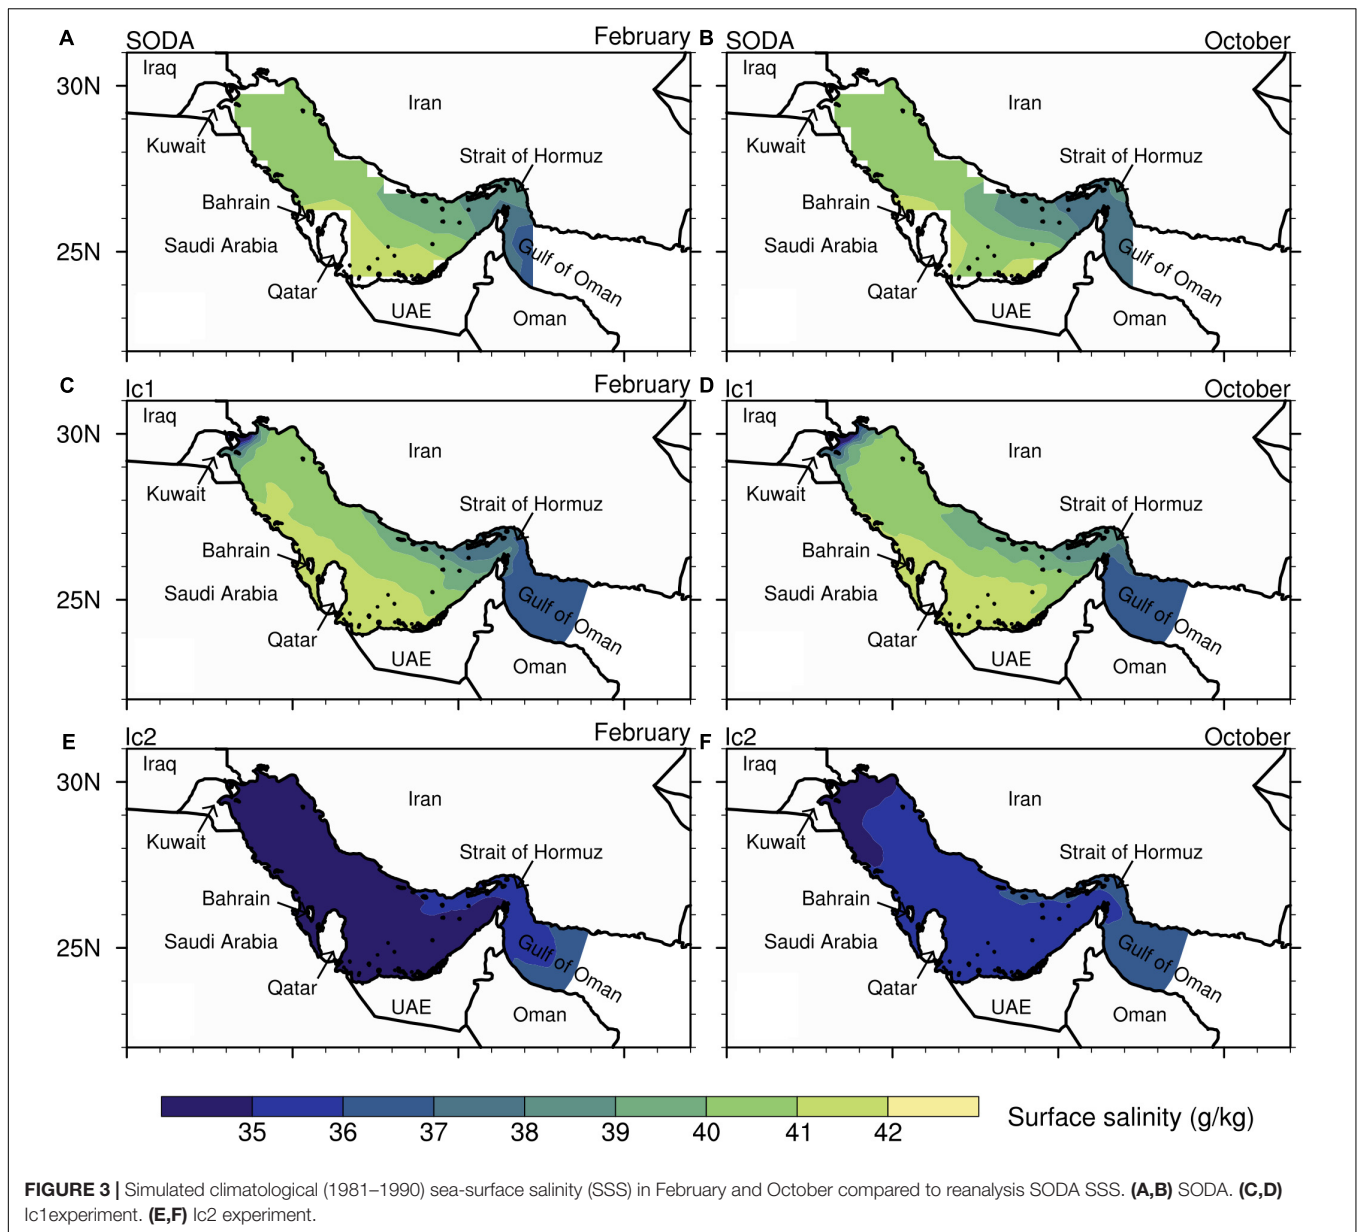 A SODA February
Iraq
30N
Iran
Kuwait
Strait of Hormuz
Bahrain
Saudi Arabia
25N
Gulf of Oman
Qatar
UAE
Oman
B SODA October
Iraq
Iran
Kuwait
Strait of Hormuz
Bahrain
Saudi Arabia
Gulf of Oman
Qatar
UAE
Oman
C Ic1 February
Iraq
30N
Iran
Kuwait
Strait of Hormuz
Bahrain
Saudi Arabia
25N
Gulf of Oman
Qatar
UAE
Oman
D Ic1 October
Iraq
Iran
Kuwait
Strait of Hormuz
Bahrain
Saudi Arabia
Gulf of Oman
Qatar
UAE
Oman
E Ic2 February
Iraq
30N
Iran
Kuwait
Strait of Hormuz
Bahrain
Saudi Arabia
25N
Gulf of Oman
Qatar
UAE
Oman
F Ic2 October
Iraq
Iran
Kuwait
Strait of Hormuz
Bahrain
Saudi Arabia
Gulf of Oman
Qatar
UAE
Oman
35 36 37 38 39 40 41 42
Surface salinity (g/kg)
FIGURE 3 | Simulated climatological (1981–1990) sea-surface salinity (SSS) in February and October compared to reanalysis SODA SSS. (A,B) SODA. (C,D)
Ic1experiment. (E,F) Ic2 experiment.